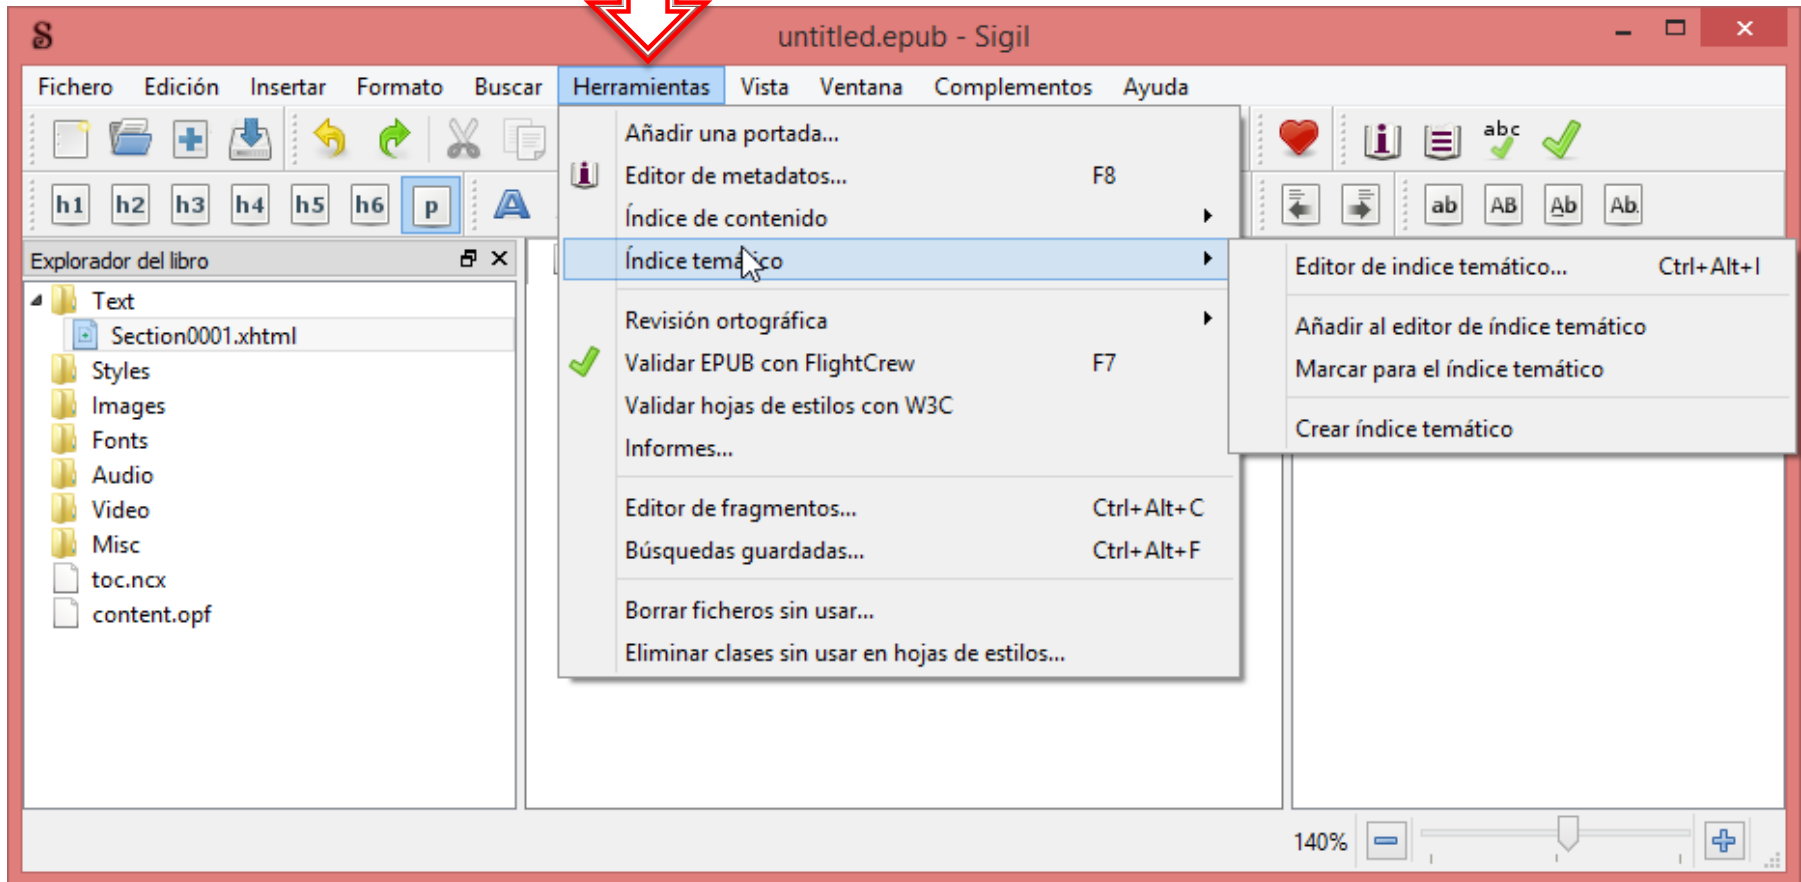 untitled.epub - Sigil
Fichero Edición Insertar Formato Buscar Herramientas Vista Ventana Complementos Ayuda
abc
h1 h2 h3 h4 h5 h6 p A ab AB Ab Ab.
Explorador del libro
Text
Section0001.xhtml
Styles
Images
Fonts
Audio
Video
Misc
toc.ncx
content.opf
Añadir una portada...
Editor de metadatos... F8
Índice de contenido
Índice temático
Revisión ortográfica
Validar EPUB con FlightCrew F7
Validar hojas de estilos con W3C
Informes...
Editor de fragmentos... Ctrl+Alt+C
Búsquedas guardadas... Ctrl+Alt+F
Borrar ficheros sin usar...
Eliminar clases sin usar en hojas de estilos...
Editor de indice temático... Ctrl+Alt+I
Añadir al editor de índice temático
Marcar para el índice temático
Crear índice temático
140%